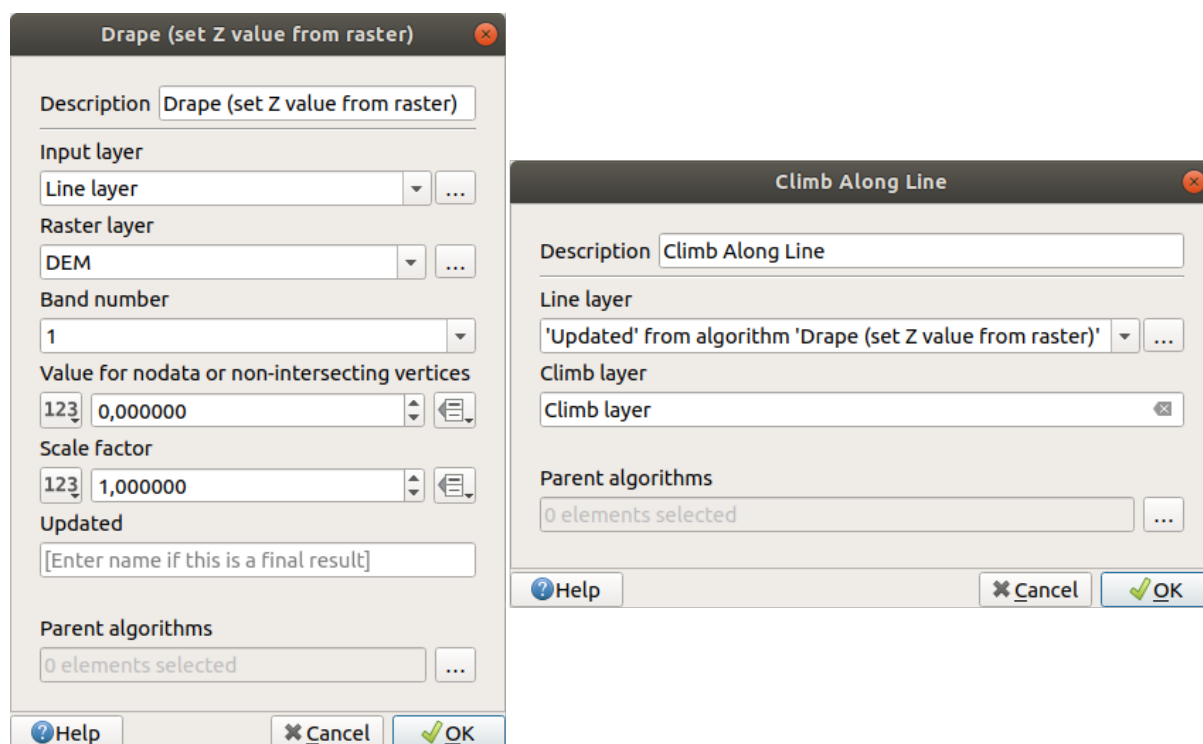 Drape (set Z value from raster)
Description Drape (set Z value from raster)
Input layer
Line layer ...
Raster layer
DEM ...
Band number
1
Value for nodata or non-intersecting vertices
123 0,000000
Scale factor
123 1,000000
Updated
[Enter name if this is a final result]
Parent algorithms
0 elements selected ...
Help Cancel OK
Climb Along Line
Description Climb Along Line
Line layer
'Updated' from algorithm 'Drape (set Z value from raster)' ...
Climb layer
Climb layer
Parent algorithms
0 elements selected ...
Help Cancel OK